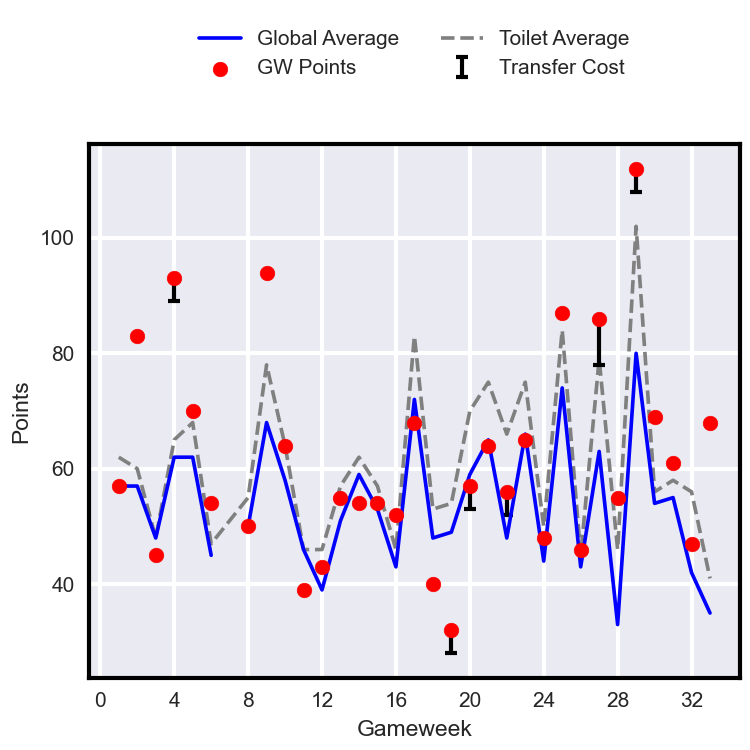 Global Average
Toilet Average
GW Points
Transfer Cost
100
80
60
40
Points
0 4 8 12 16 20 24 28 32
Gameweek